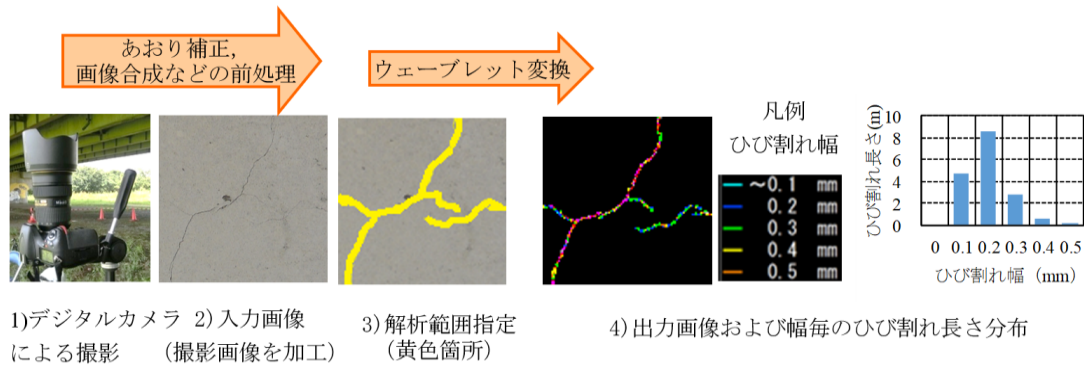 あおり補正,
画像合成などの前処理
ウェーブレット変換
凡例
ひび割れ幅
～0.1 mm
0.2 mm
0.3 mm
0.4 mm
0.5 mm
ひび割れ長さ(m)
10
8
6
4
2
0
0 0.1 0.2 0.3 0.4 0.5
ひび割れ幅 (mm)
1)デジタルカメラ
による撮影
2)入力画像
(撮影画像を加工)
3)解析範囲指定
(黄色箇所)
4)出力画像および幅毎のひび割れ長さ分布